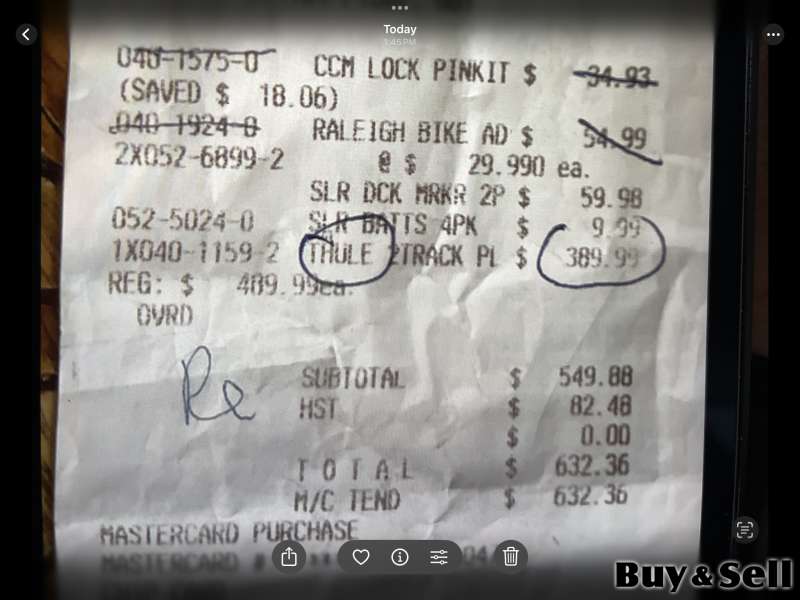 Today
1:45 PM
040-1575-0 CCM LOCK PINKIT $ 34.93
(SAVED $ 18.06)
040-1924-8 RALEIGH BIKE AD $ 54.99
2X052-6899-2 @ $ 29.990 ea.
SLR DCK MRKR 2P $ 59.98
052-5024-0 SLR BATTS 4PK $ 9.99
1X040-1159-2 THULE 2TRACK PL $ 389.99
REG: $ 489.99ea.
OVRD
Re
SUBTOTAL $ 549.88
HST $ 82.48
$ 0.00
TOTAL $ 632.36
M/C TEND $ 632.36
MASTERCARD PURCHASE
MASTERCARD #
Buy & Sell